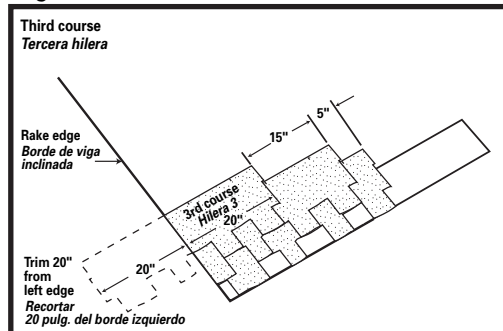 Third course
Tercera hilera
5"
15"
Rake edge
Borde de viga
inclinada
3rd course
Hilera 3
20"
20"
Trim 20"
from
left edge
Recortar
20 pulg. del borde izquierdo